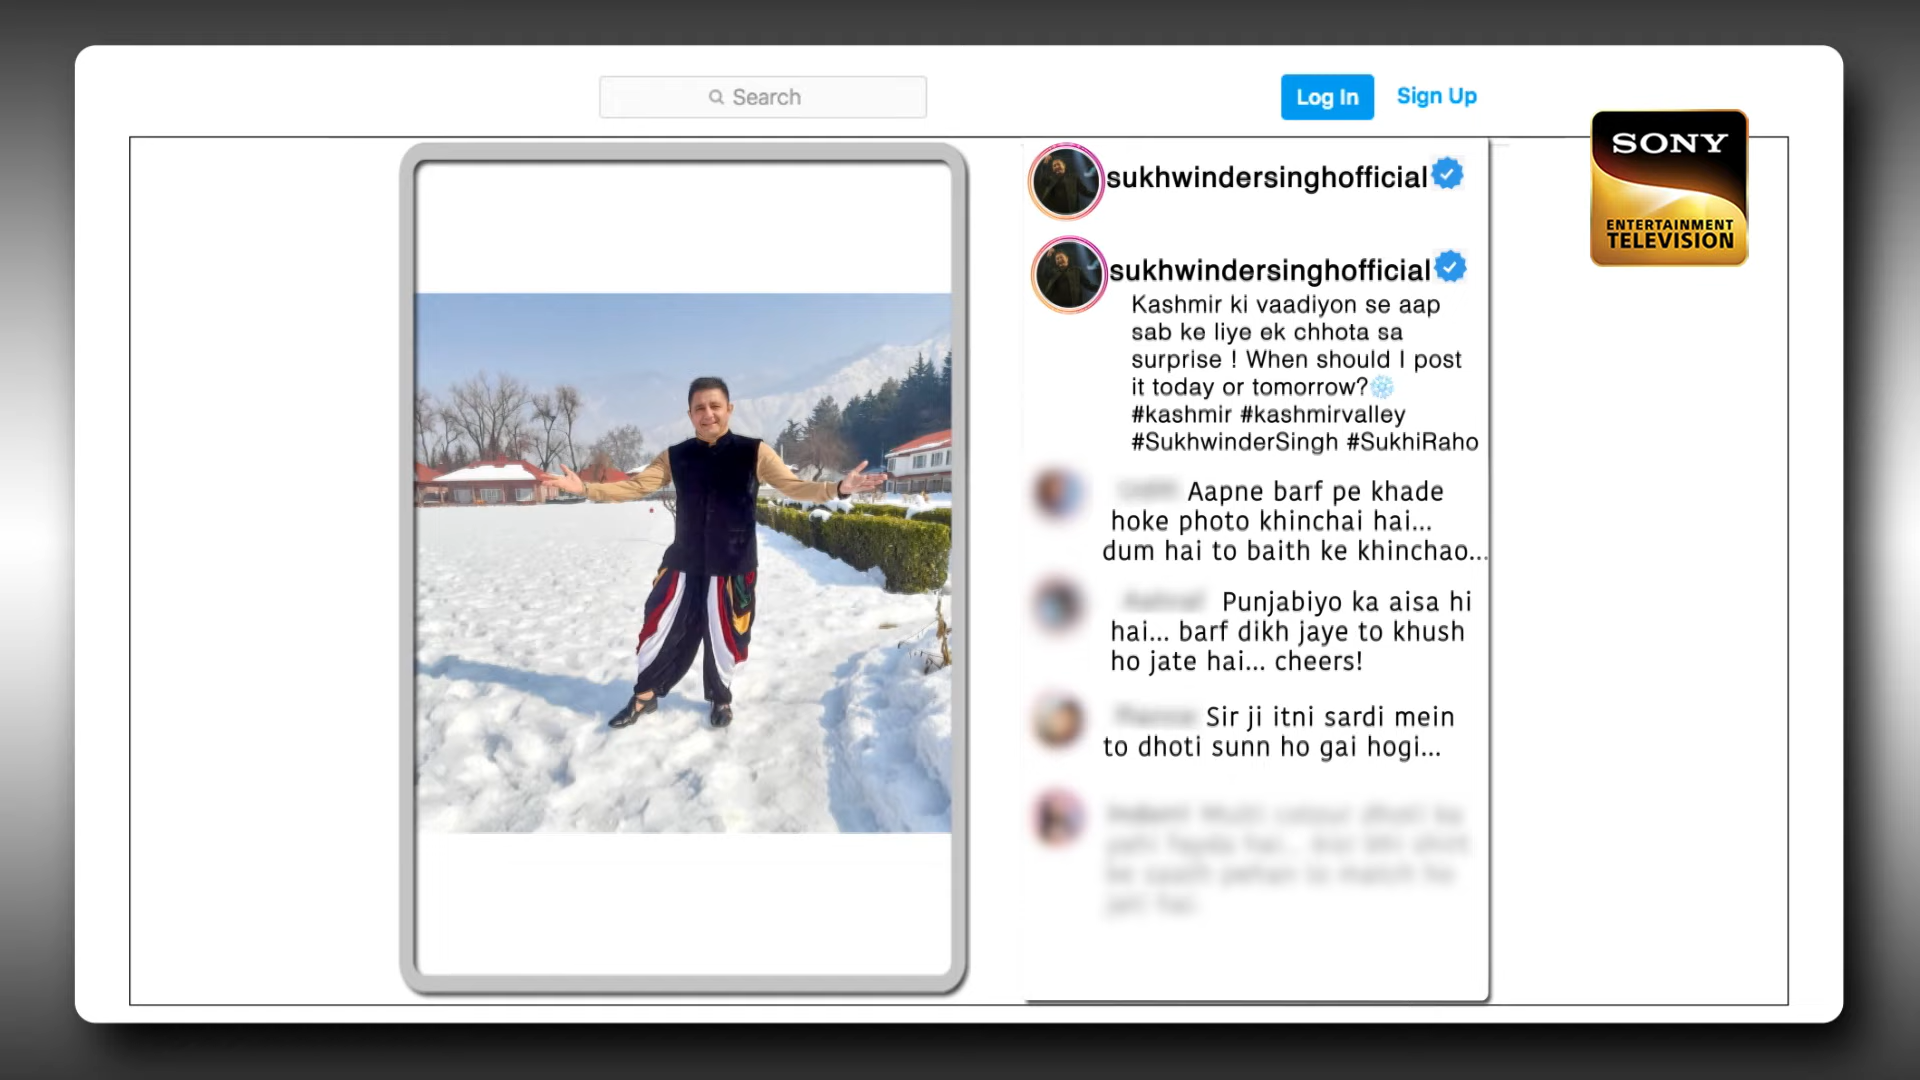 Search
Log In
Sign Up
SONY
ENTERTAINMENT
TELEVISION
sukhwindersinghofficial
sukhwindersinghofficial
Kashmir ki vaadiyon se aap
sab ke liye ek chhota sa
surprise ! When should I post
it today or tomorrow?❄️
#kashmir #kashmirvalley
#SukhwinderSingh #SukhiRaho
Aapne barf pe khade
hoke photo khinchai hai...
dum hai to baith ke khinchao...
Punjabiyo ka aisa hi
hai... barf dikh jaye to khush
ho jate hai... cheers!
Sir ji itni sardi mein
to dhoti sunn ho gai hogi...